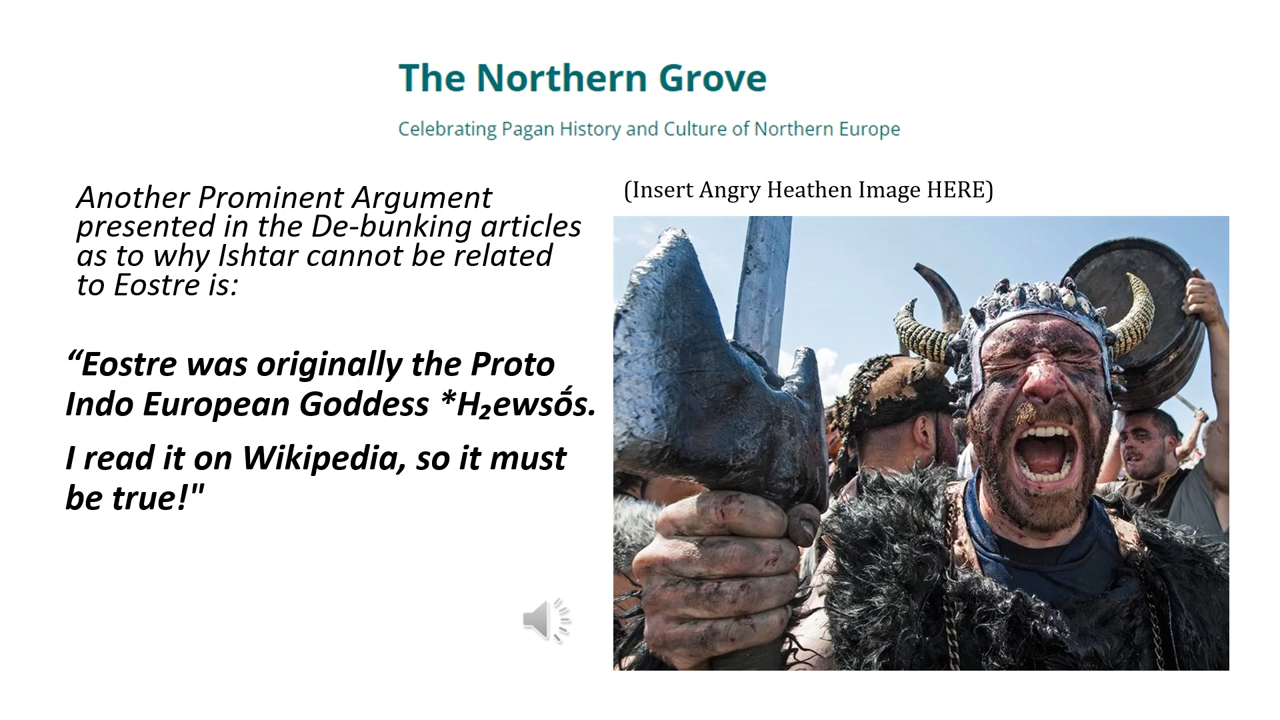 The Northern Grove
Celebrating Pagan History and Culture of Northern Europe
Another Prominent Argument
presented in the De-bunking articles
as to why Ishtar cannot be related
to Eostre is:
“Eostre was originally the Proto
Indo European Goddess *H₂ewsṓs.
I read it on Wikipedia, so it must
be true!"
(Insert Angry Heathen Image HERE)